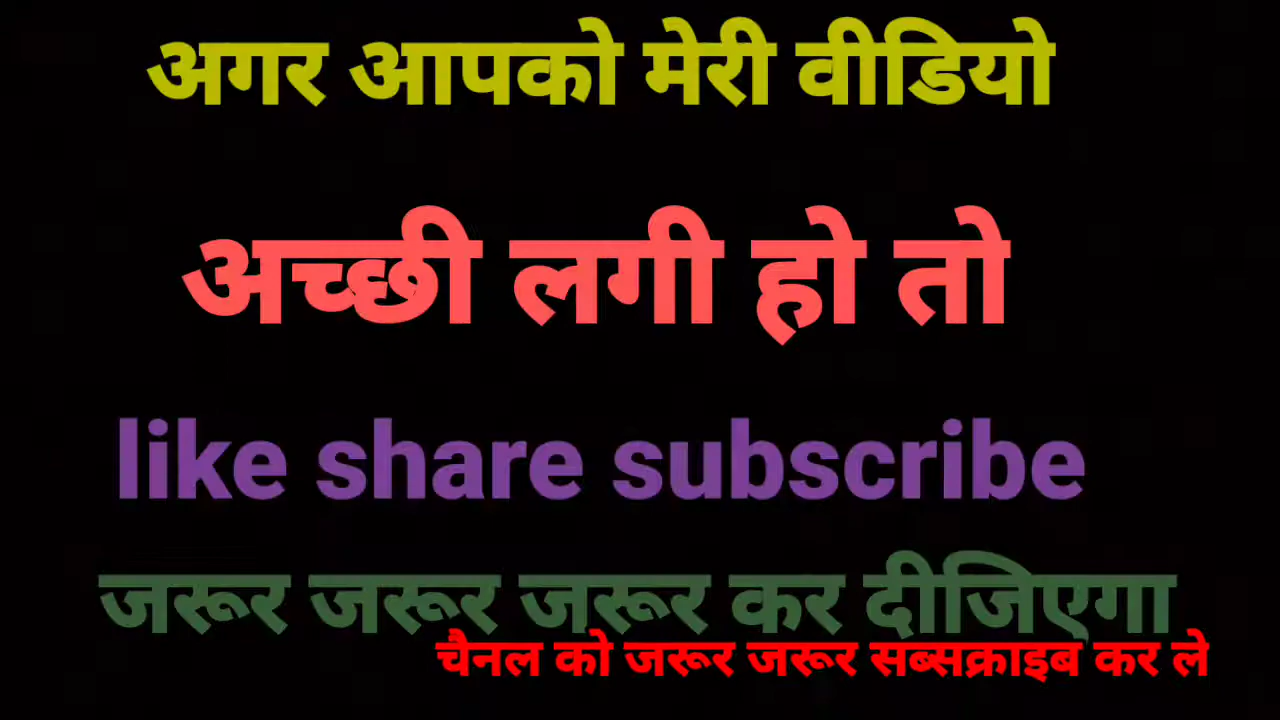 अगर आपको मेरी वीडियो
अच्छी लगी हो तो
like share subscribe
जरूर जरूर जरूर कर दीजिएगा
चैनल को जरूर जरूर सब्सक्राइब कर ले